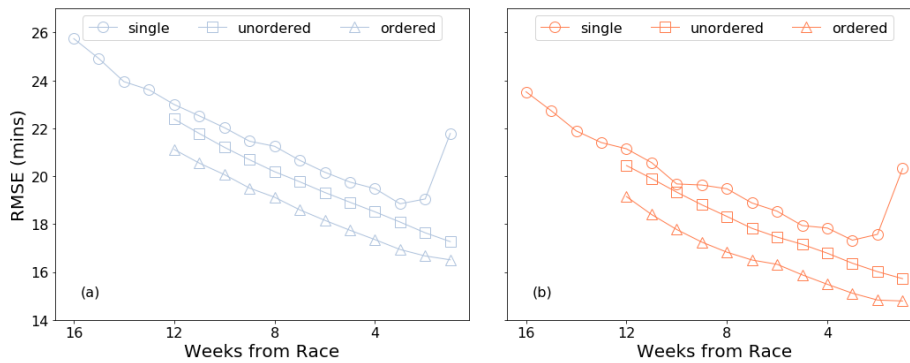 single unordered ordered
26
24
22
20
18
16
14
RMSE (mins)
(a)
16 12 8 4
Weeks from Race
single unordered ordered
(b)
16 12 8 4
Weeks from Race